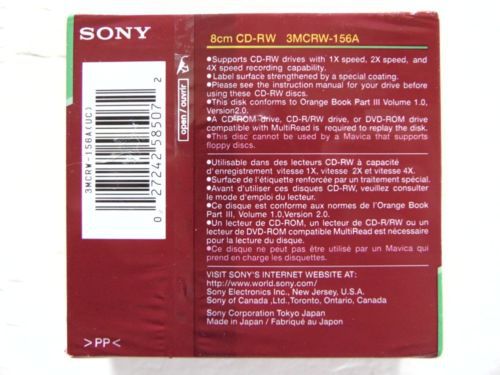 SONY
8cm CD-RW 3MCRW-156A
●Supports CD-RW drives with 1X speed, 2X speed, and
4X speed recording capability.
●Label surface strengthened by a special coating.
●Please see the instruction manual for your drive before
using these CD-RW discs.
●This disk conforms to Orange Book Part III Volume 1.0,
Version2.0.
●A CD-ROM drive, CD-R/RW drive, or DVD-ROM drive
compatible with MultiRead is required to replay the disk.
●This disc cannot be used by a Mavica that supports
floppy discs.
●Utilisable dans des lecteurs CD-RW à capacité
d'enregistrement vitesse 1X, vitesse 2X et vitesse 4X.
●Surface de l'étiquette renforcée par un traitement spécial.
●Avant d'utiliser ces disques CD-RW, veuillez consulter
le mode d'emploi du lecteur.
●Ce disque est conforme aux normes de l'Orange Book
Part III, Volume 1.0,Version 2.0.
●Un lecteur de CD-ROM, un lecteur de CD-R/RW ou un
lecteur de DVD-ROM compatible MultiRead est nécessaire
pour la lecture du disque.
●Ce disque ne peut pas être utilisé par un Mavica qui
prend en charge les disquettes.
VISIT SONY'S INTERNET WEBSITE AT:
http://www.world.sony.com/
Sony Electronics Inc., New Jersey, U.S.A.
Sony of Canada ,Ltd.,Toronto, Ontario, Canada
Sony Corporation Tokyo Japan
Made in Japan / Fabriqué au Japon
3MCRW-156A(UC)
0 27242 58507 2
open / ouvrir
>PP<